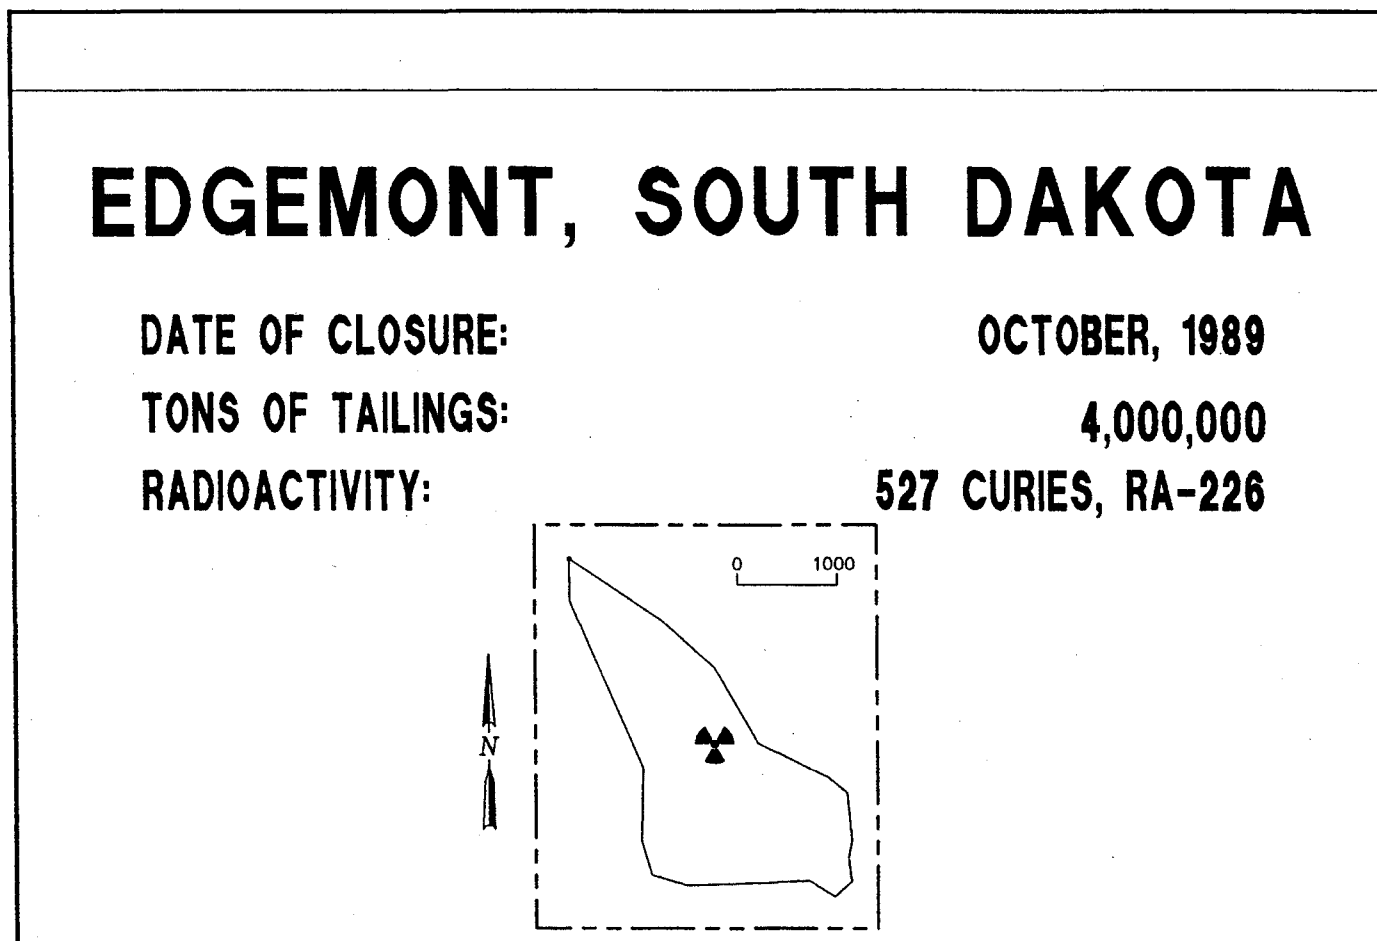 EDGEMONT, SOUTH DAKOTA
DATE OF CLOSURE: OCTOBER, 1989
TONS OF TAILINGS: 4,000,000
RADIOACTIVITY: 527 CURIES, RA-226
0 1000
N